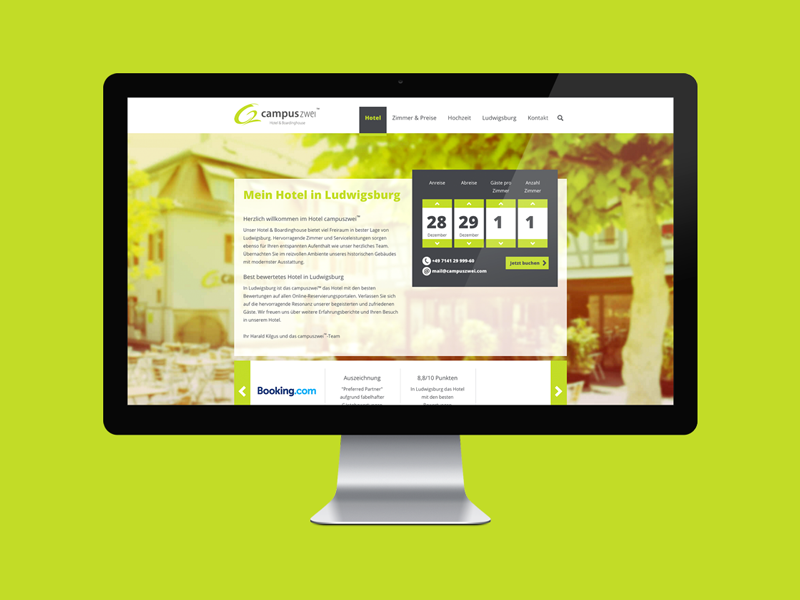 campuszwei™
Hotel & Boardinghouse
Hotel Zimmer & Preise Hochzeit Ludwigsburg Kontakt
Mein Hotel in Ludwigsburg
Herzlich willkommen im Hotel campuszwei™
Unser Hotel & Boardinghouse bietet viel Freiraum in bester Lage von
Ludwigsburg. Hervorragende Zimmer und Serviceleistungen sorgen
ebenso für Ihren entspannten Aufenthalt wie unser herzliches Team.
Übernachten Sie im reizvollen Ambiente unseres historischen Gebäudes
mit modernster Ausstattung.
Best bewertetes Hotel in Ludwigsburg
In Ludwigsburg ist das campuszwei™ das Hotel mit den besten
Bewertungen auf allen Online-Reservierungsportalen. Verlassen Sie sich
auf die hervorragende Resonanz unserer begeisterten und zufriedenen
Gäste. Wir freuen uns über weitere Erfahrungsberichte und Ihren Besuch
in unserem Hotel.
Ihr Harald Kilgus und das campuszwei™-Team
Anreise Abreise Gäste pro Zimmer Anzahl Zimmer
28 29 1 1
Dezember Dezember
+49 7141 29 999-60
mail@campuszwei.com
Jetzt buchen
Booking.com
Auszeichnung
"Preferred Partner"
aufgrund fabelhafter
8,8/10 Punkten
In Ludwigsburg das Hotel
mit den besten